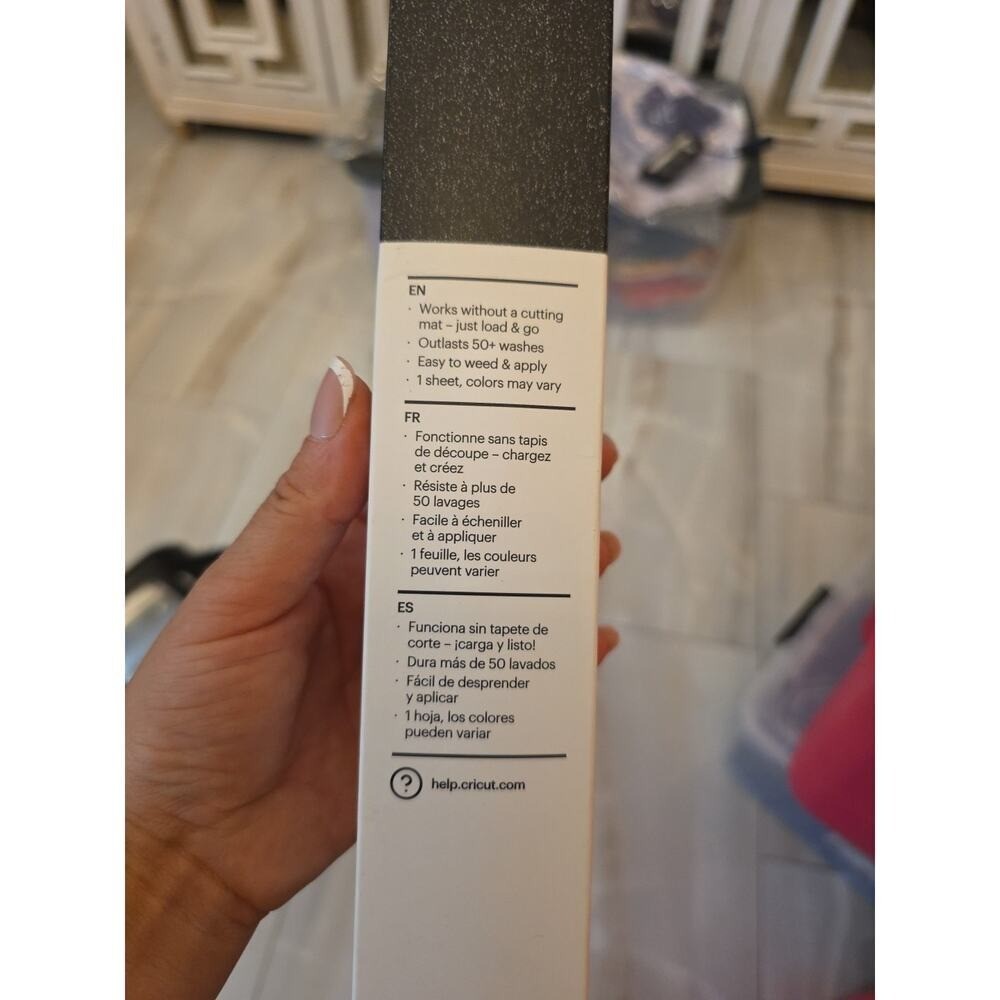 EN
· Works without a cutting
mat – just load & go
· Outlasts 50+ washes
· Easy to weed & apply
· 1 sheet, colors may vary
FR
· Fonctionne sans tapis
de découpe – chargez
et créez
· Résiste à plus de
50 lavages
· Facile à écheniller
et à appliquer
· 1 feuille, les couleurs
peuvent varier
ES
· Funciona sin tapete de
corte – ¡carga y listo!
· Dura más de 50 lavados
· Fácil de desprender
y aplicar
· 1 hoja, los colores
pueden variar
? help.cricut.com